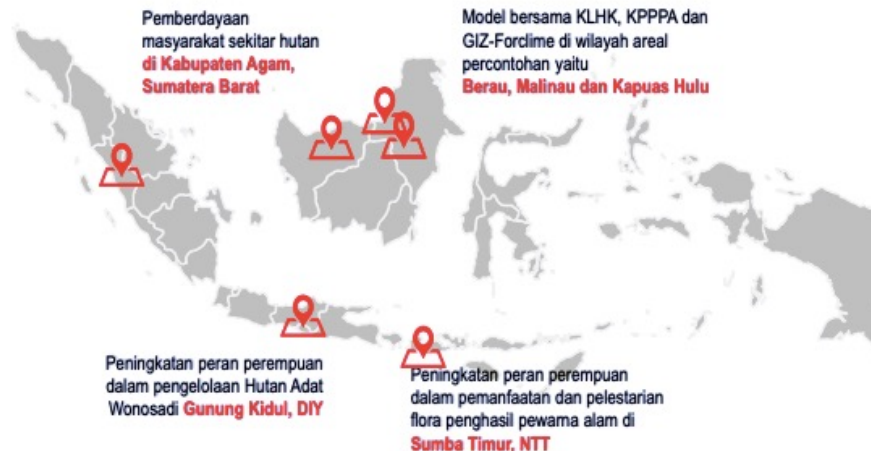 Pemberdayaan
masyarakat sekitar hutan
di Kabupaten Agam,
Sumatera Barat
Model bersama KLHK, KPPPA dan
GIZ-Forclime di wilayah areal
percontohan yaitu
Berau, Malinau dan Kapuas Hulu
Peningkatan peran perempuan
dalam pengelolaan Hutan Adat
Wonosadi Gunung Kidul, DIY
Peningkatan peran perempuan
dalam pemanfaatan dan pelestarian
flora penghasil pewarna alam di
Sumba Timur, NTT